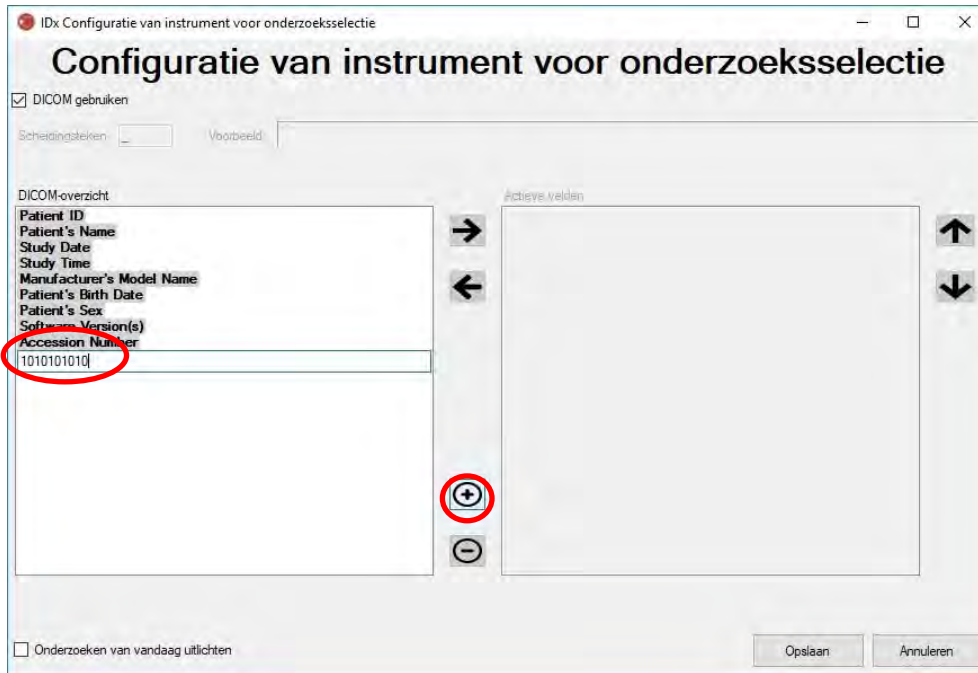 IDx Configuratie van instrument voor onderzoeksselectie
Configuratie van instrument voor onderzoeksselectie
DICOM gebruiken
Scheidingsteken _ Voorbeeld
DICOM-overzicht Actieve velden
Patient ID
Patient's Name
Study Date
Study Time
Manufacturer's Model Name
Patient's Birth Date
Patient's Sex
Software Version(s)
Accession Number
1010101010
Onderzoeken van vandaag uitlichten
Opslaan Annuleren